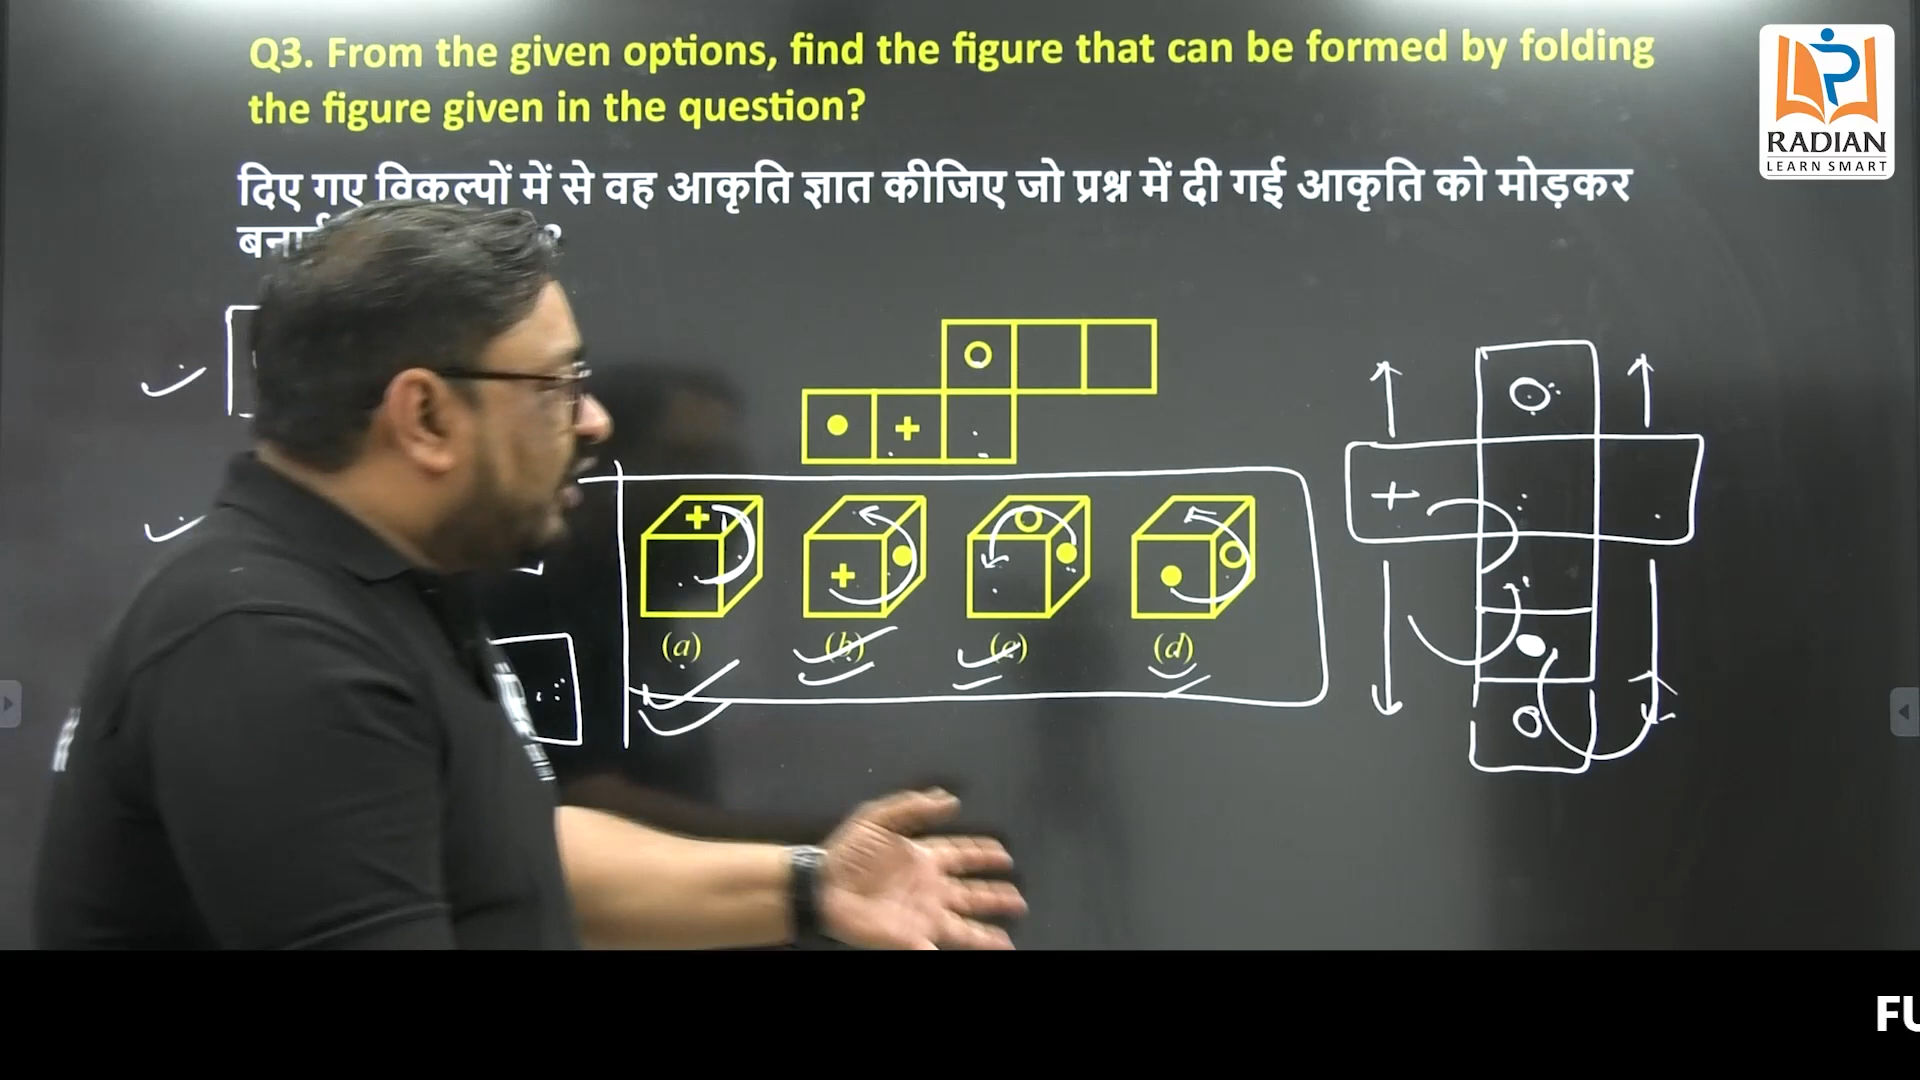 Q3. From the given options, find the figure that can be formed by folding
the figure given in the question?
दिए गए विकल्पों में से वह आकृति ज्ञात कीजिए जो प्रश्न में दी गई आकृति को मोड़कर
RADIAN
LEARN SMART
(a) (b) (c) (d)
FU